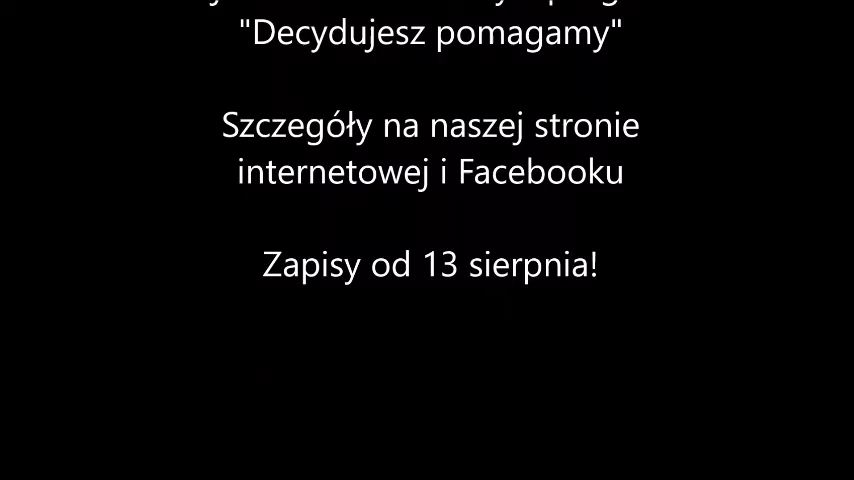 "Decydujesz pomagamy"
Szczegóły na naszej stronie
internetowej i Facebooku
Zapisy od 13 sierpnia!